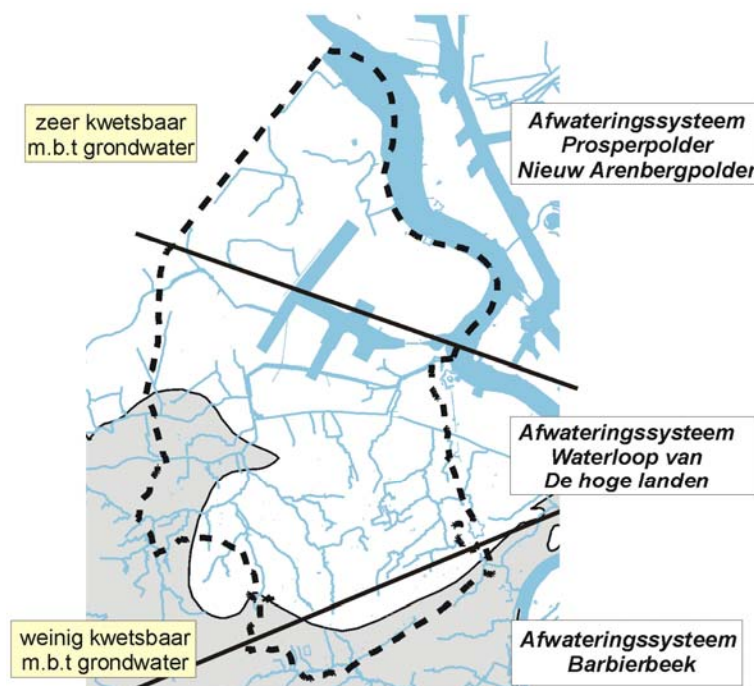 zeer kwetsbaar
m.b.t grondwater
Afwateringssysteem
Prosperpolder
Nieuw Arenbergpolder
Afwateringssysteem
Waterloop van
De hoge landen
weinig kwetsbaar
m.b.t grondwater
Afwateringssysteem
Barbierbeek